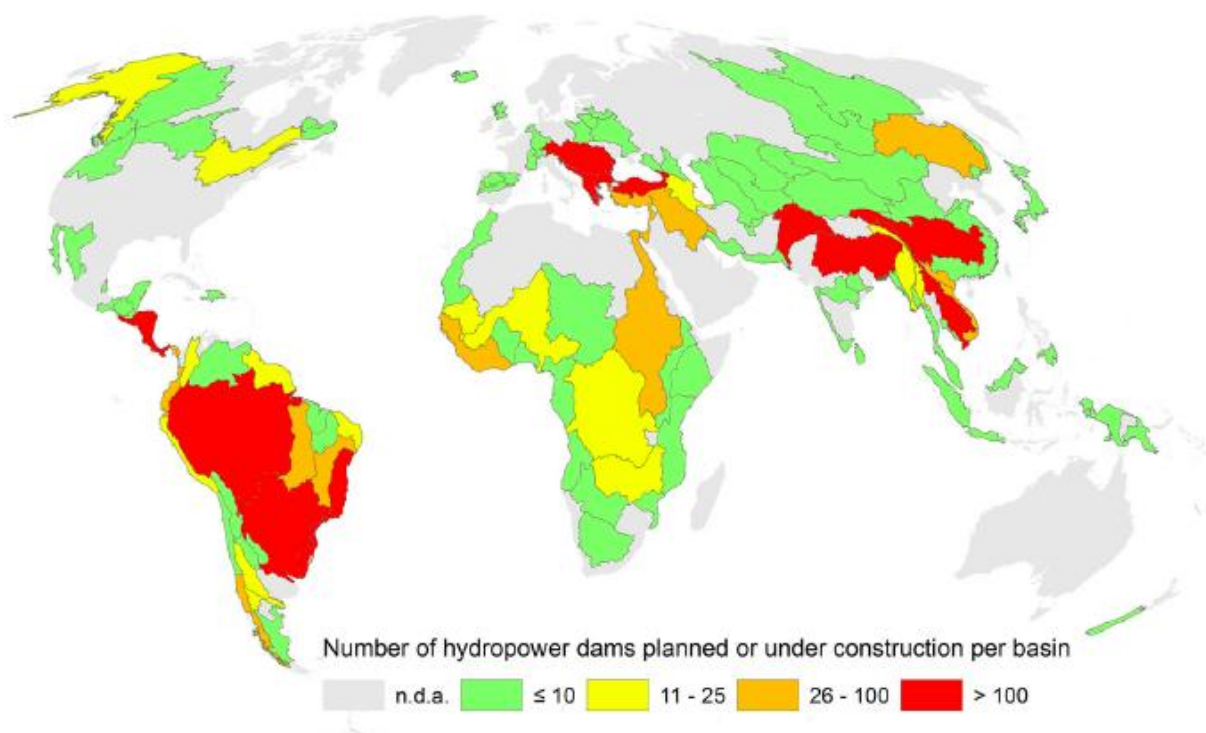 Number of hydropower dams planned or under construction per basin
n.d.a. ≤ 10 11 - 25 26 - 100 > 100